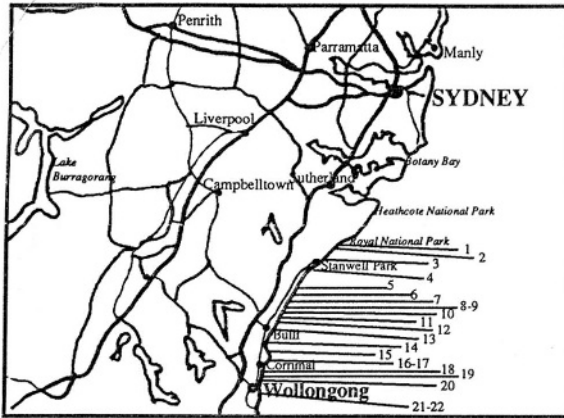 Penrith
Parramatta
Manly
SYDNEY
Liverpool
Lake
Burragorang
Botany Bay
Sutherland
Campbelltown
Heathcote National Park
Royal National Park
1
2
Stanwell Park
3
4
5
6
7
8-9
10
11
12
Bulli
13
14
15
Corrimal
16-17
18
19
Wollongong
20
21-22